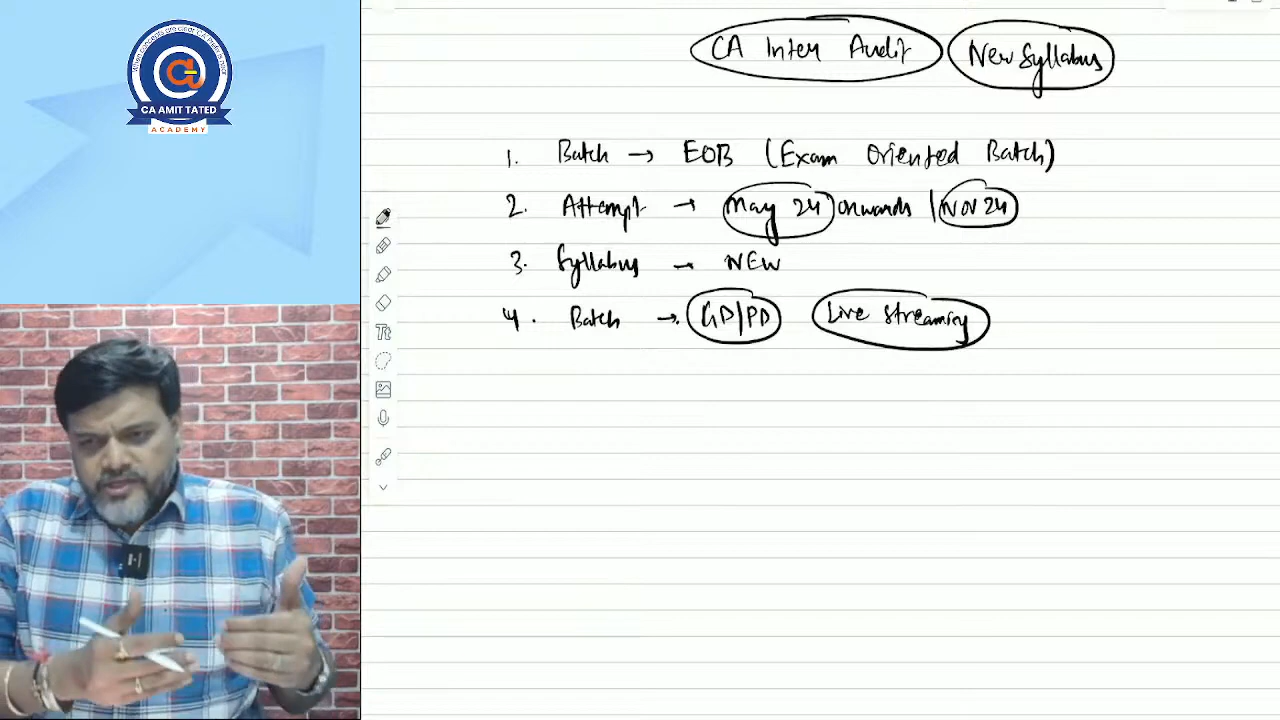 CA Inter Audit New Syllabus
1. Batch → EOB (Exam Oriented Batch)
2. Attempt → May 24 onwards | Nov 24
3. Syllabus → NEW
4. Batch → GD/PD Live Streaming
CA AMIT TATED
ACADEMY
Tt